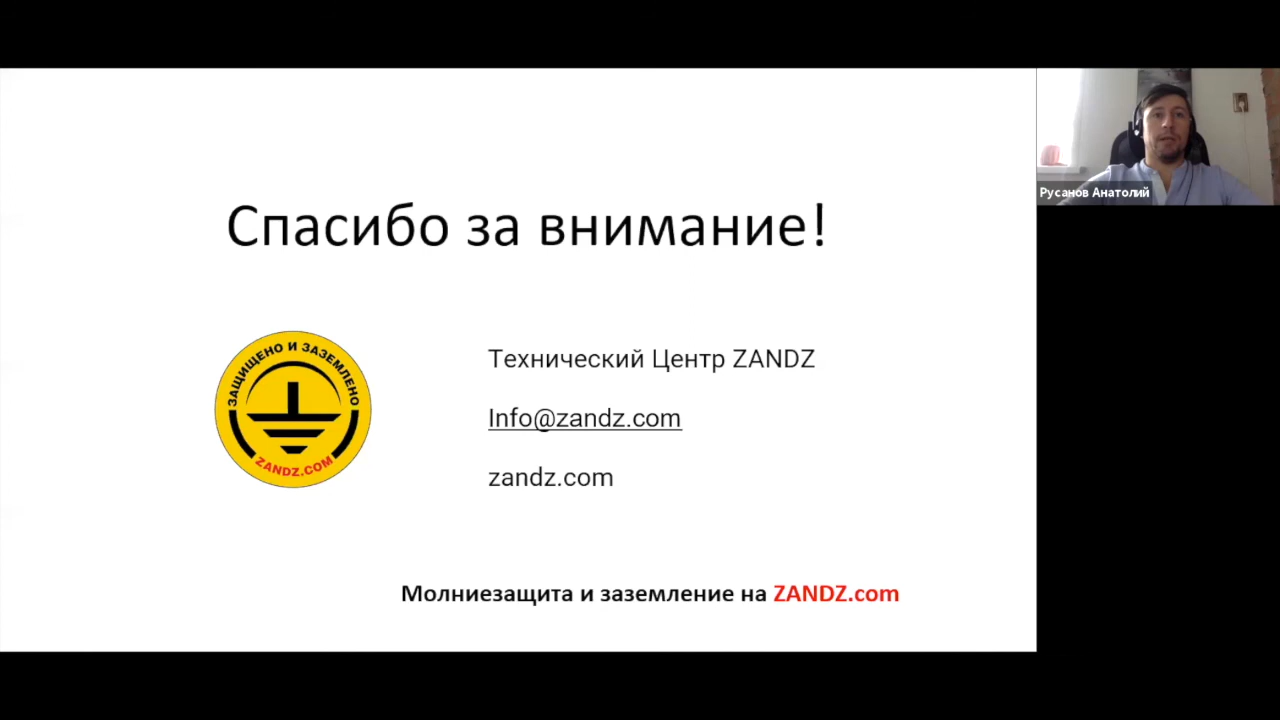 Спасибо за внимание!
ЗАЩИЩЕНО И ЗАЗЕМЛЕНО
ZANDZ.COM
Технический Центр ZANDZ
Info@zandz.com
zandz.com
Молниезащита и заземление на ZANDZ.com
Русанов Анатолий